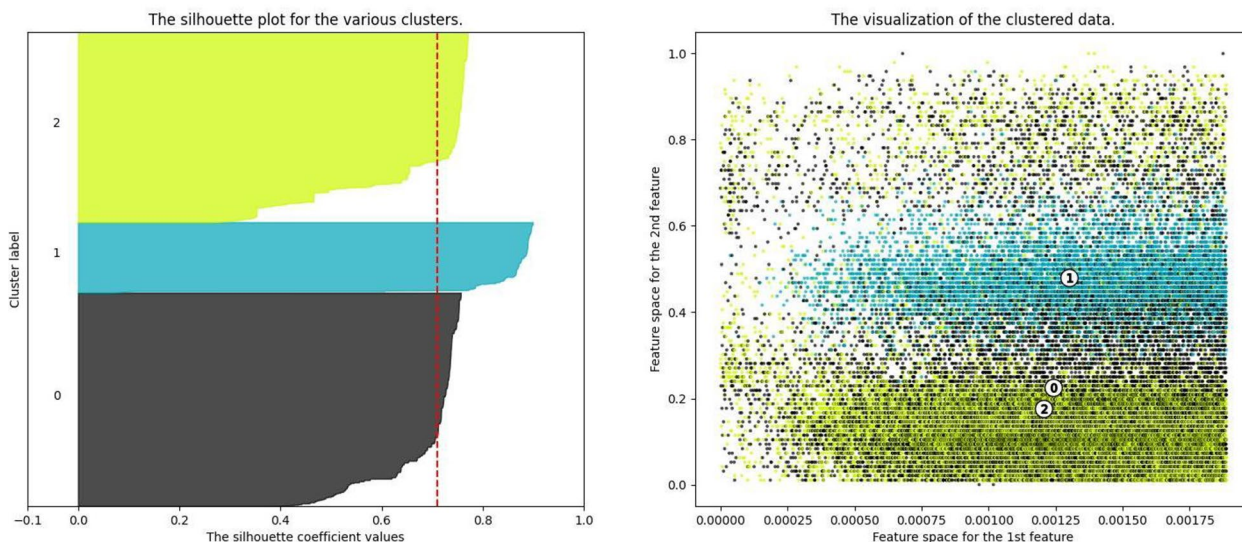 The silhouette plot for the various clusters.
Cluster label
2
1
0
−0.1 0.0 0.2 0.4 0.6 0.8 1.0
The silhouette coefficient values
The visualization of the clustered data.
Feature space for the 2nd feature
1.0
0.8
0.6
0.4
0.2
0.0
1
0
2
0.00000 0.00025 0.00050 0.00075 0.00100 0.00125 0.00150 0.00175
Feature space for the 1st feature